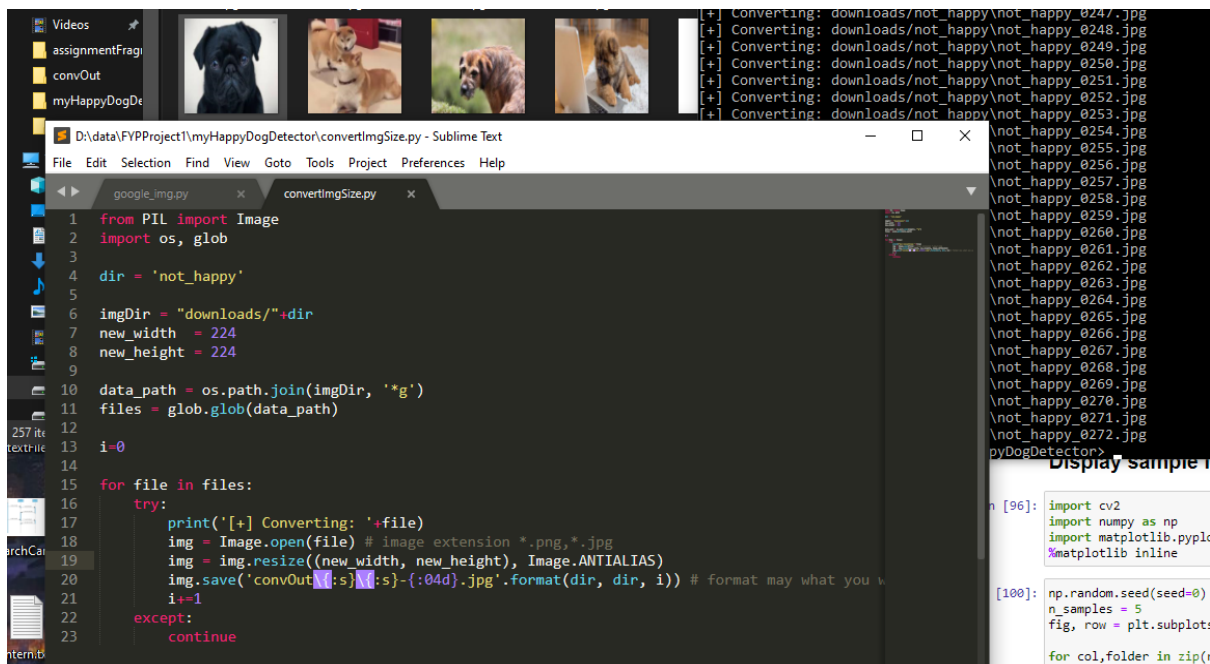 Videos
assignmentFragm
convOut
myHappyDogDe
[+] Converting: downloads/not_happy\not_happy_0247.jpg
[+] Converting: downloads/not_happy\not_happy_0248.jpg
[+] Converting: downloads/not_happy\not_happy_0249.jpg
[+] Converting: downloads/not_happy\not_happy_0250.jpg
[+] Converting: downloads/not_happy\not_happy_0251.jpg
[+] Converting: downloads/not_happy\not_happy_0252.jpg
[+] Converting: downloads/not_happy\not_happy_0253.jpg
\not_happy_0254.jpg
\not_happy_0255.jpg
\not_happy_0256.jpg
\not_happy_0257.jpg
\not_happy_0258.jpg
\not_happy_0259.jpg
\not_happy_0260.jpg
\not_happy_0261.jpg
\not_happy_0262.jpg
\not_happy_0263.jpg
\not_happy_0264.jpg
\not_happy_0265.jpg
\not_happy_0266.jpg
\not_happy_0267.jpg
\not_happy_0268.jpg
\not_happy_0269.jpg
\not_happy_0270.jpg
\not_happy_0271.jpg
\not_happy_0272.jpg
pyDogDetector>
D:\data\FYPProject1\myHappyDogDetector\convertImgSize.py - Sublime Text
File Edit Selection Find View Goto Tools Project Preferences Help
google_img.py × convertImgSize.py ×
1 from PIL import Image
2 import os, glob
3
4 dir = 'not_happy'
5
6 imgDir = "downloads/"+dir
7 new_width  = 224
8 new_height = 224
9
10 data_path = os.path.join(imgDir, '*g')
11 files = glob.glob(data_path)
12
13 i=0
14
15 for file in files:
16     try:
17         print('[+] Converting: '+file)
18         img = Image.open(file) # image extension *.png,*.jpg
19         img = img.resize((new_width, new_height), Image.ANTIALIAS)
20         img.save('convOut\{:s}\{:s}-{:04d}.jpg'.format(dir, dir, i)) # format may what you w
21         i+=1
22     except:
23         continue
257 ite
textFile
archCa
ntern.t
Display sample
n [96]: import cv2
import numpy as np
import matplotlib.pyplo
%matplotlib inline
[100]: np.random.seed(seed=0)
n_samples = 5
fig, row = plt.subplots
for col,folder in zip(r